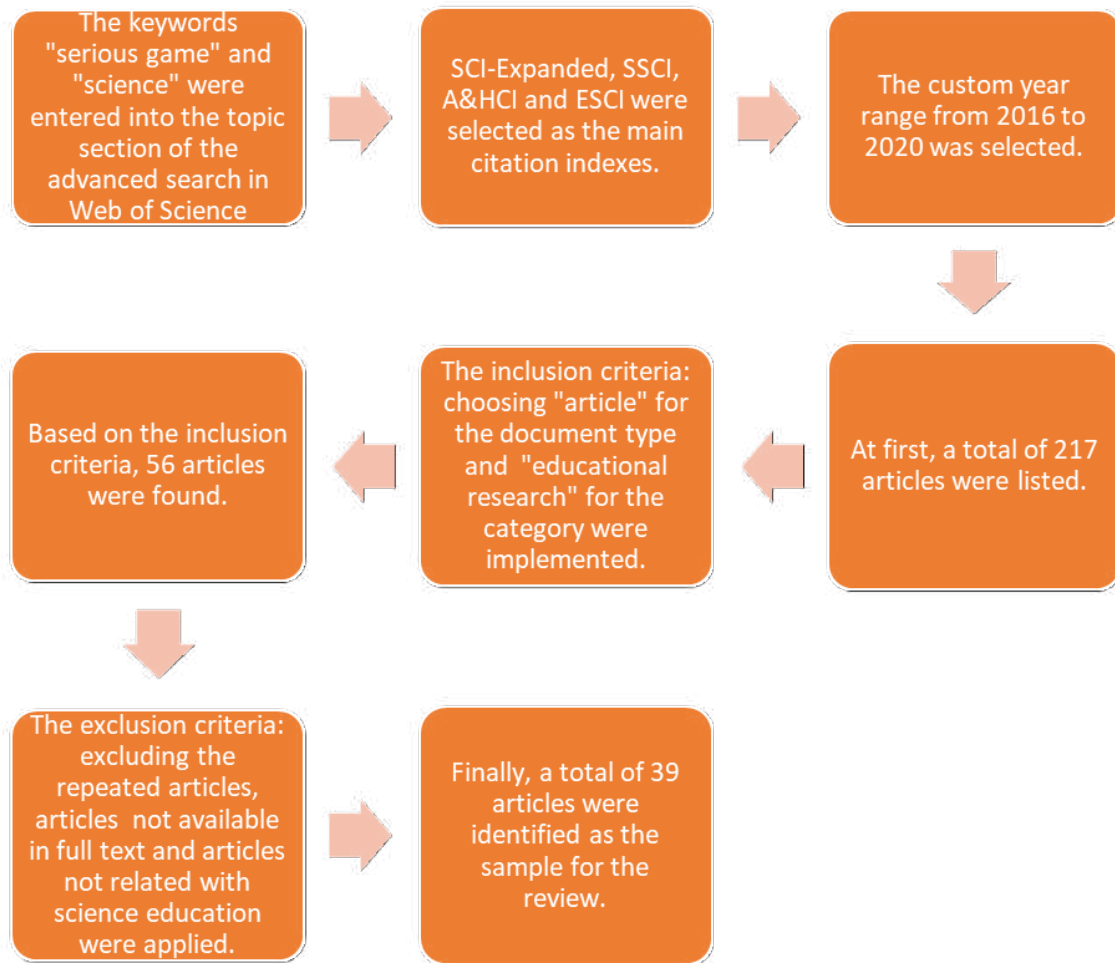 The keywords
"serious game" and
"science" were
entered into the topic
section of the
advanced search in
Web of Science
SCI-Expanded, SSCI,
A&HCI and ESCI were
selected as the main
citation indexes.
The custom year
range from 2016 to
2020 was selected.
At first, a total of 217
articles were listed.
The inclusion criteria:
choosing "article" for
the document type
and "educational
research" for the
category were
implemented.
Based on the inclusion
criteria, 56 articles
were found.
The exclusion criteria:
excluding the
repeated articles,
articles not available
in full text and articles
not related with
science education
were applied.
Finally, a total of 39
articles were
identified as the
sample for the
review.